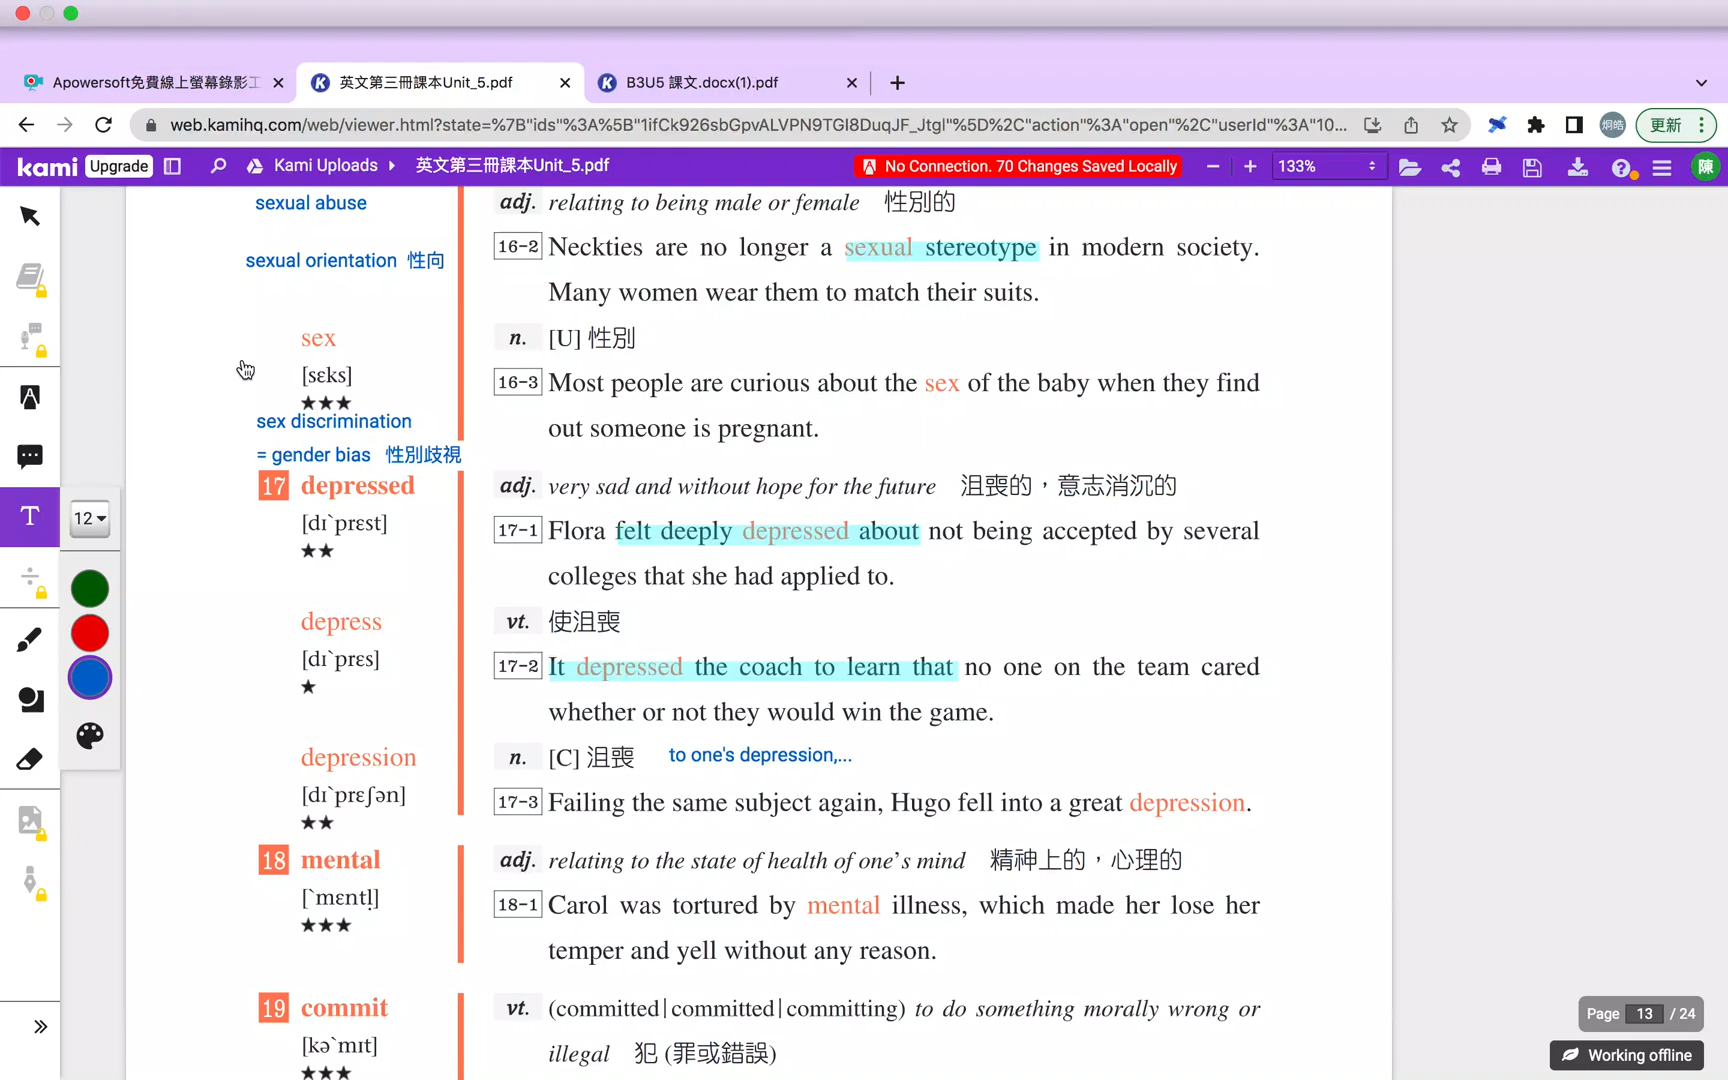 Apowersoft免費線上螢幕錄影工
英文第三冊課本Unit_5.pdf
B3U5 課文.docx(1).pdf
web.kamihq.com/web/viewer.html?state=%7B"ids"%3A%5B"1ifCk926sbGpvALVPN9TGI8DuqJF_Jtgl"%5D%2C"action"%3A"open"%2C"userId"%3A"10...
炯皓
更新
kami
Upgrade
Kami Uploads
英文第三冊課本Unit_5.pdf
No Connection. 70 Changes Saved Locally
133%
陳
sexual abuse
adj. relating to being male or female 性別的
16-2 Neckties are no longer a sexual stereotype in modern society.
sexual orientation 性向
Many women wear them to match their suits.
sex
n. [U] 性別
[sɛks]
16-3 Most people are curious about the sex of the baby when they find
★★★
sex discrimination
out someone is pregnant.
= gender bias 性別歧視
17 depressed
adj. very sad and without hope for the future 沮喪的，意志消沉的
[dɪˋprɛst]
17-1 Flora felt deeply depressed about not being accepted by several
★★
colleges that she had applied to.
depress
vt. 使沮喪
[dɪˋprɛs]
17-2 It depressed the coach to learn that no one on the team cared
★
whether or not they would win the game.
depression
n. [C] 沮喪 to one's depression,...
[dɪˋprɛʃən]
17-3 Failing the same subject again, Hugo fell into a great depression.
★★
18 mental
adj. relating to the state of health of one's mind 精神上的，心理的
[ˋmɛntḷ]
18-1 Carol was tortured by mental illness, which made her lose her
★★★
temper and yell without any reason.
19 commit
vt. (committed|committed|committing) to do something morally wrong or
[kəˋmɪt]
illegal 犯 (罪或錯誤)
★★★
T
12
Page 13 / 24
Working offline